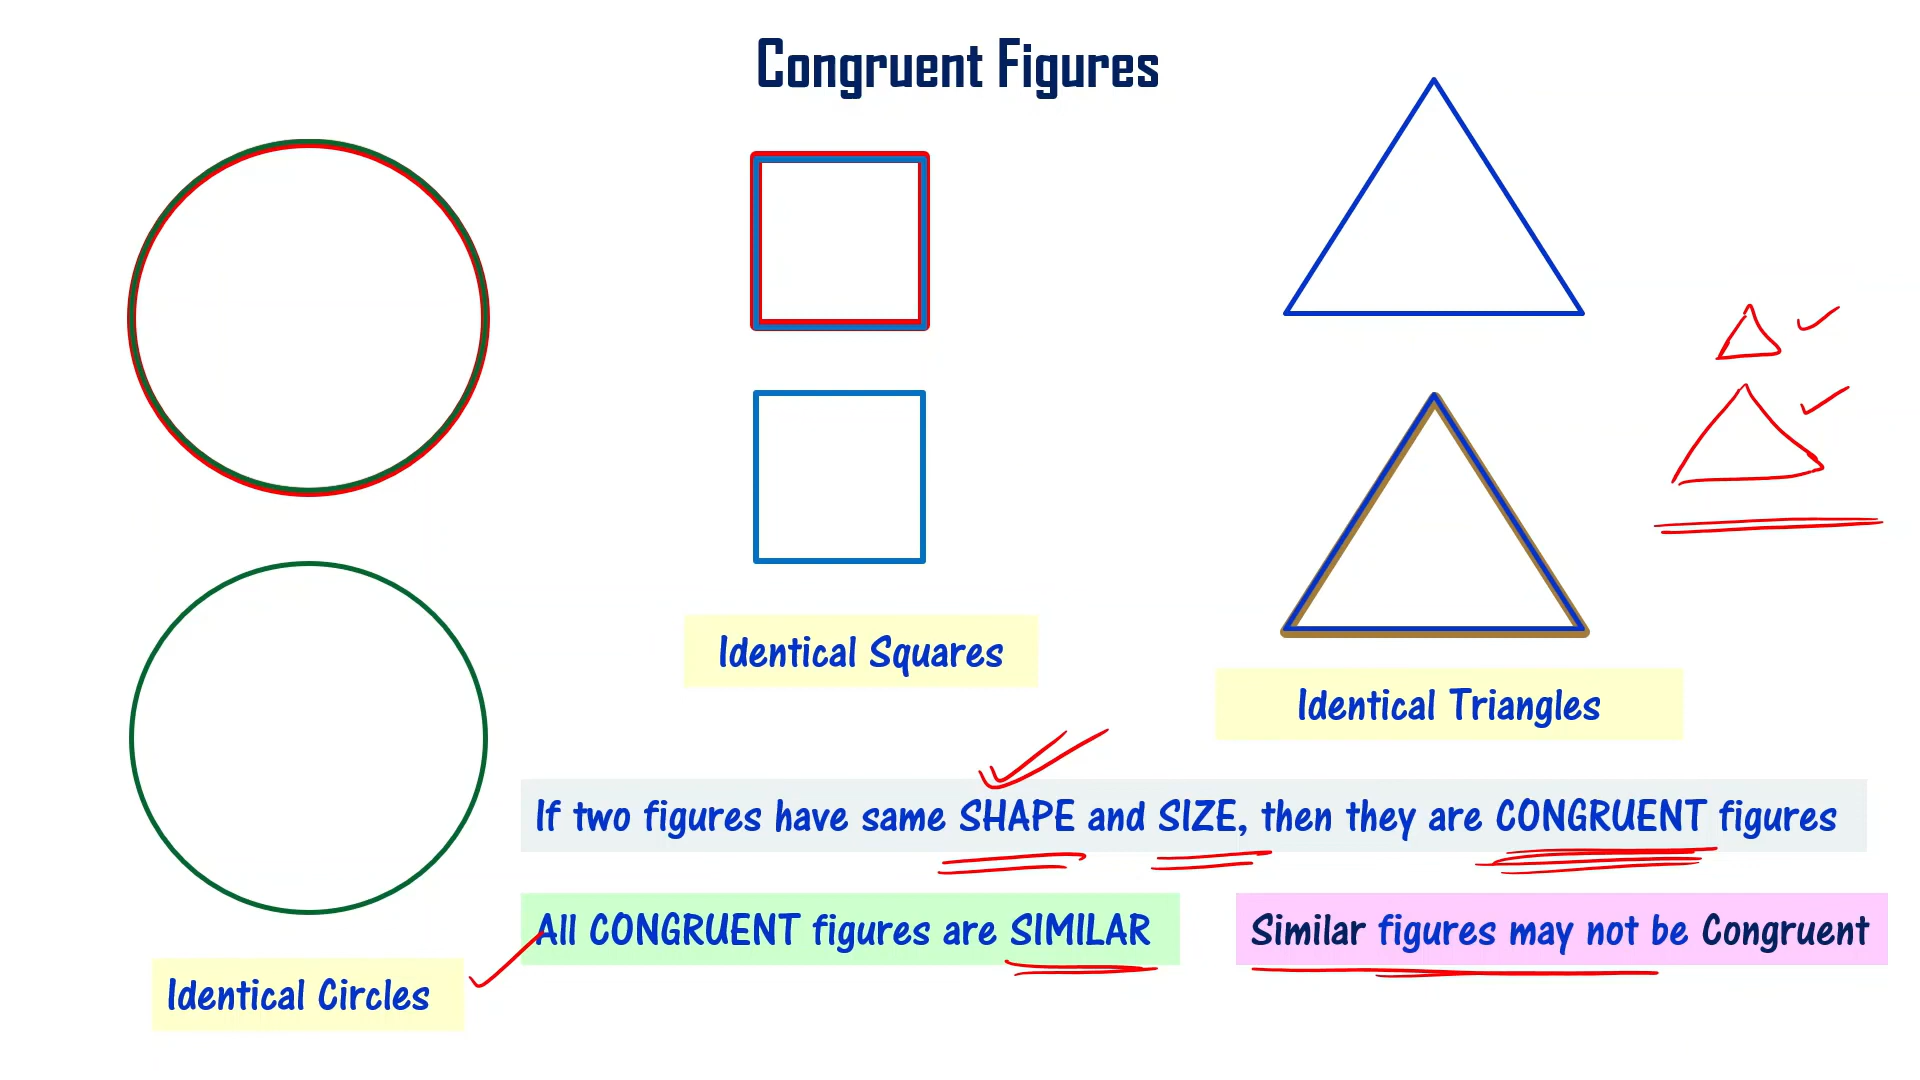 Congruent Figures
Identical Squares
Identical Triangles
If two figures have same SHAPE and SIZE, then they are CONGRUENT figures
All CONGRUENT figures are SIMILAR
Similar figures may not be Congruent
Identical Circles